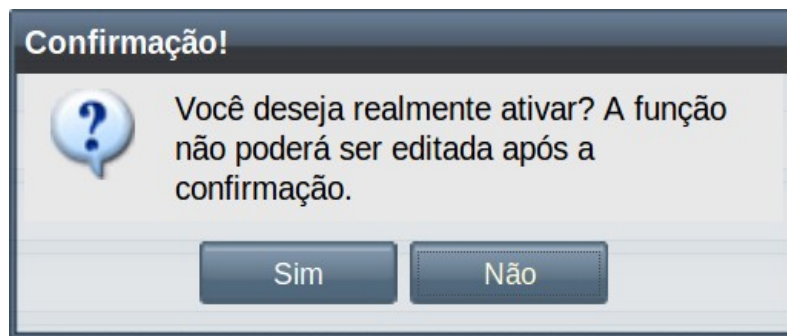 Confirmação!
Você deseja realmente ativar? A função
não poderá ser editada após a
confirmação.
Sim
Não